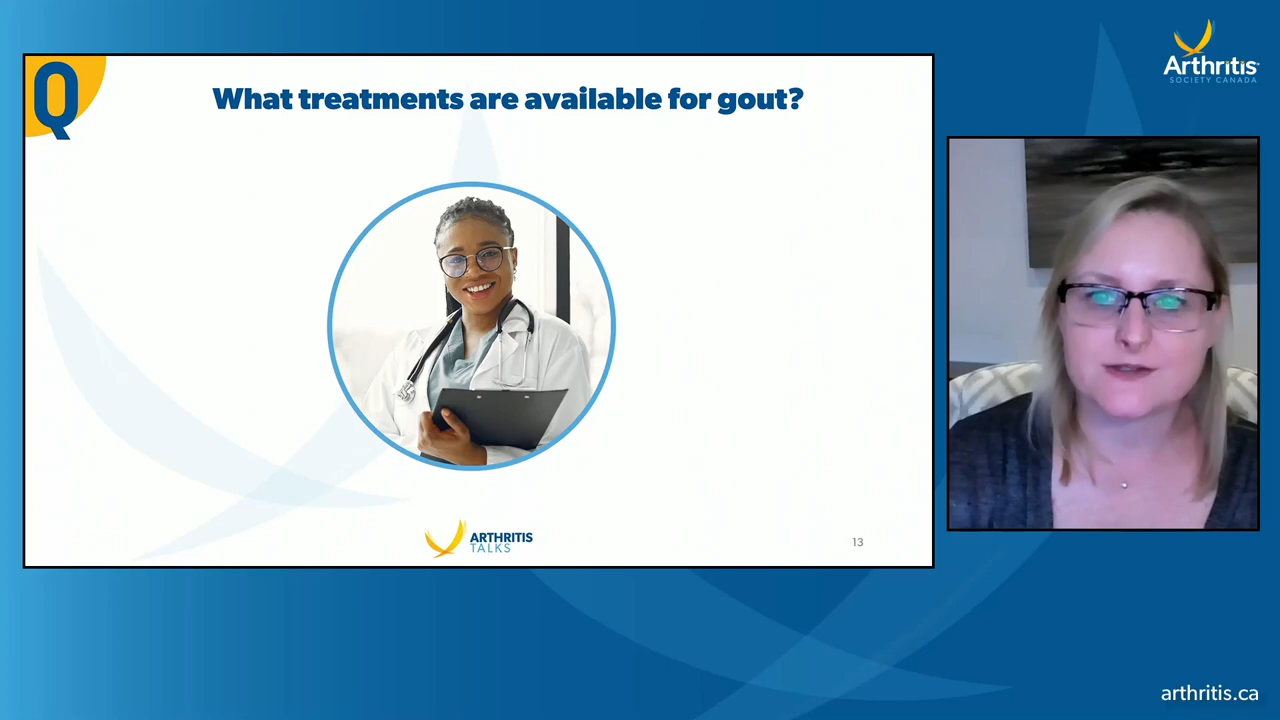 Q
What treatments are available for gout?
ARTHRITIS
TALKS
13
Arthritis
SOCIETY CANADA
arthritis.ca